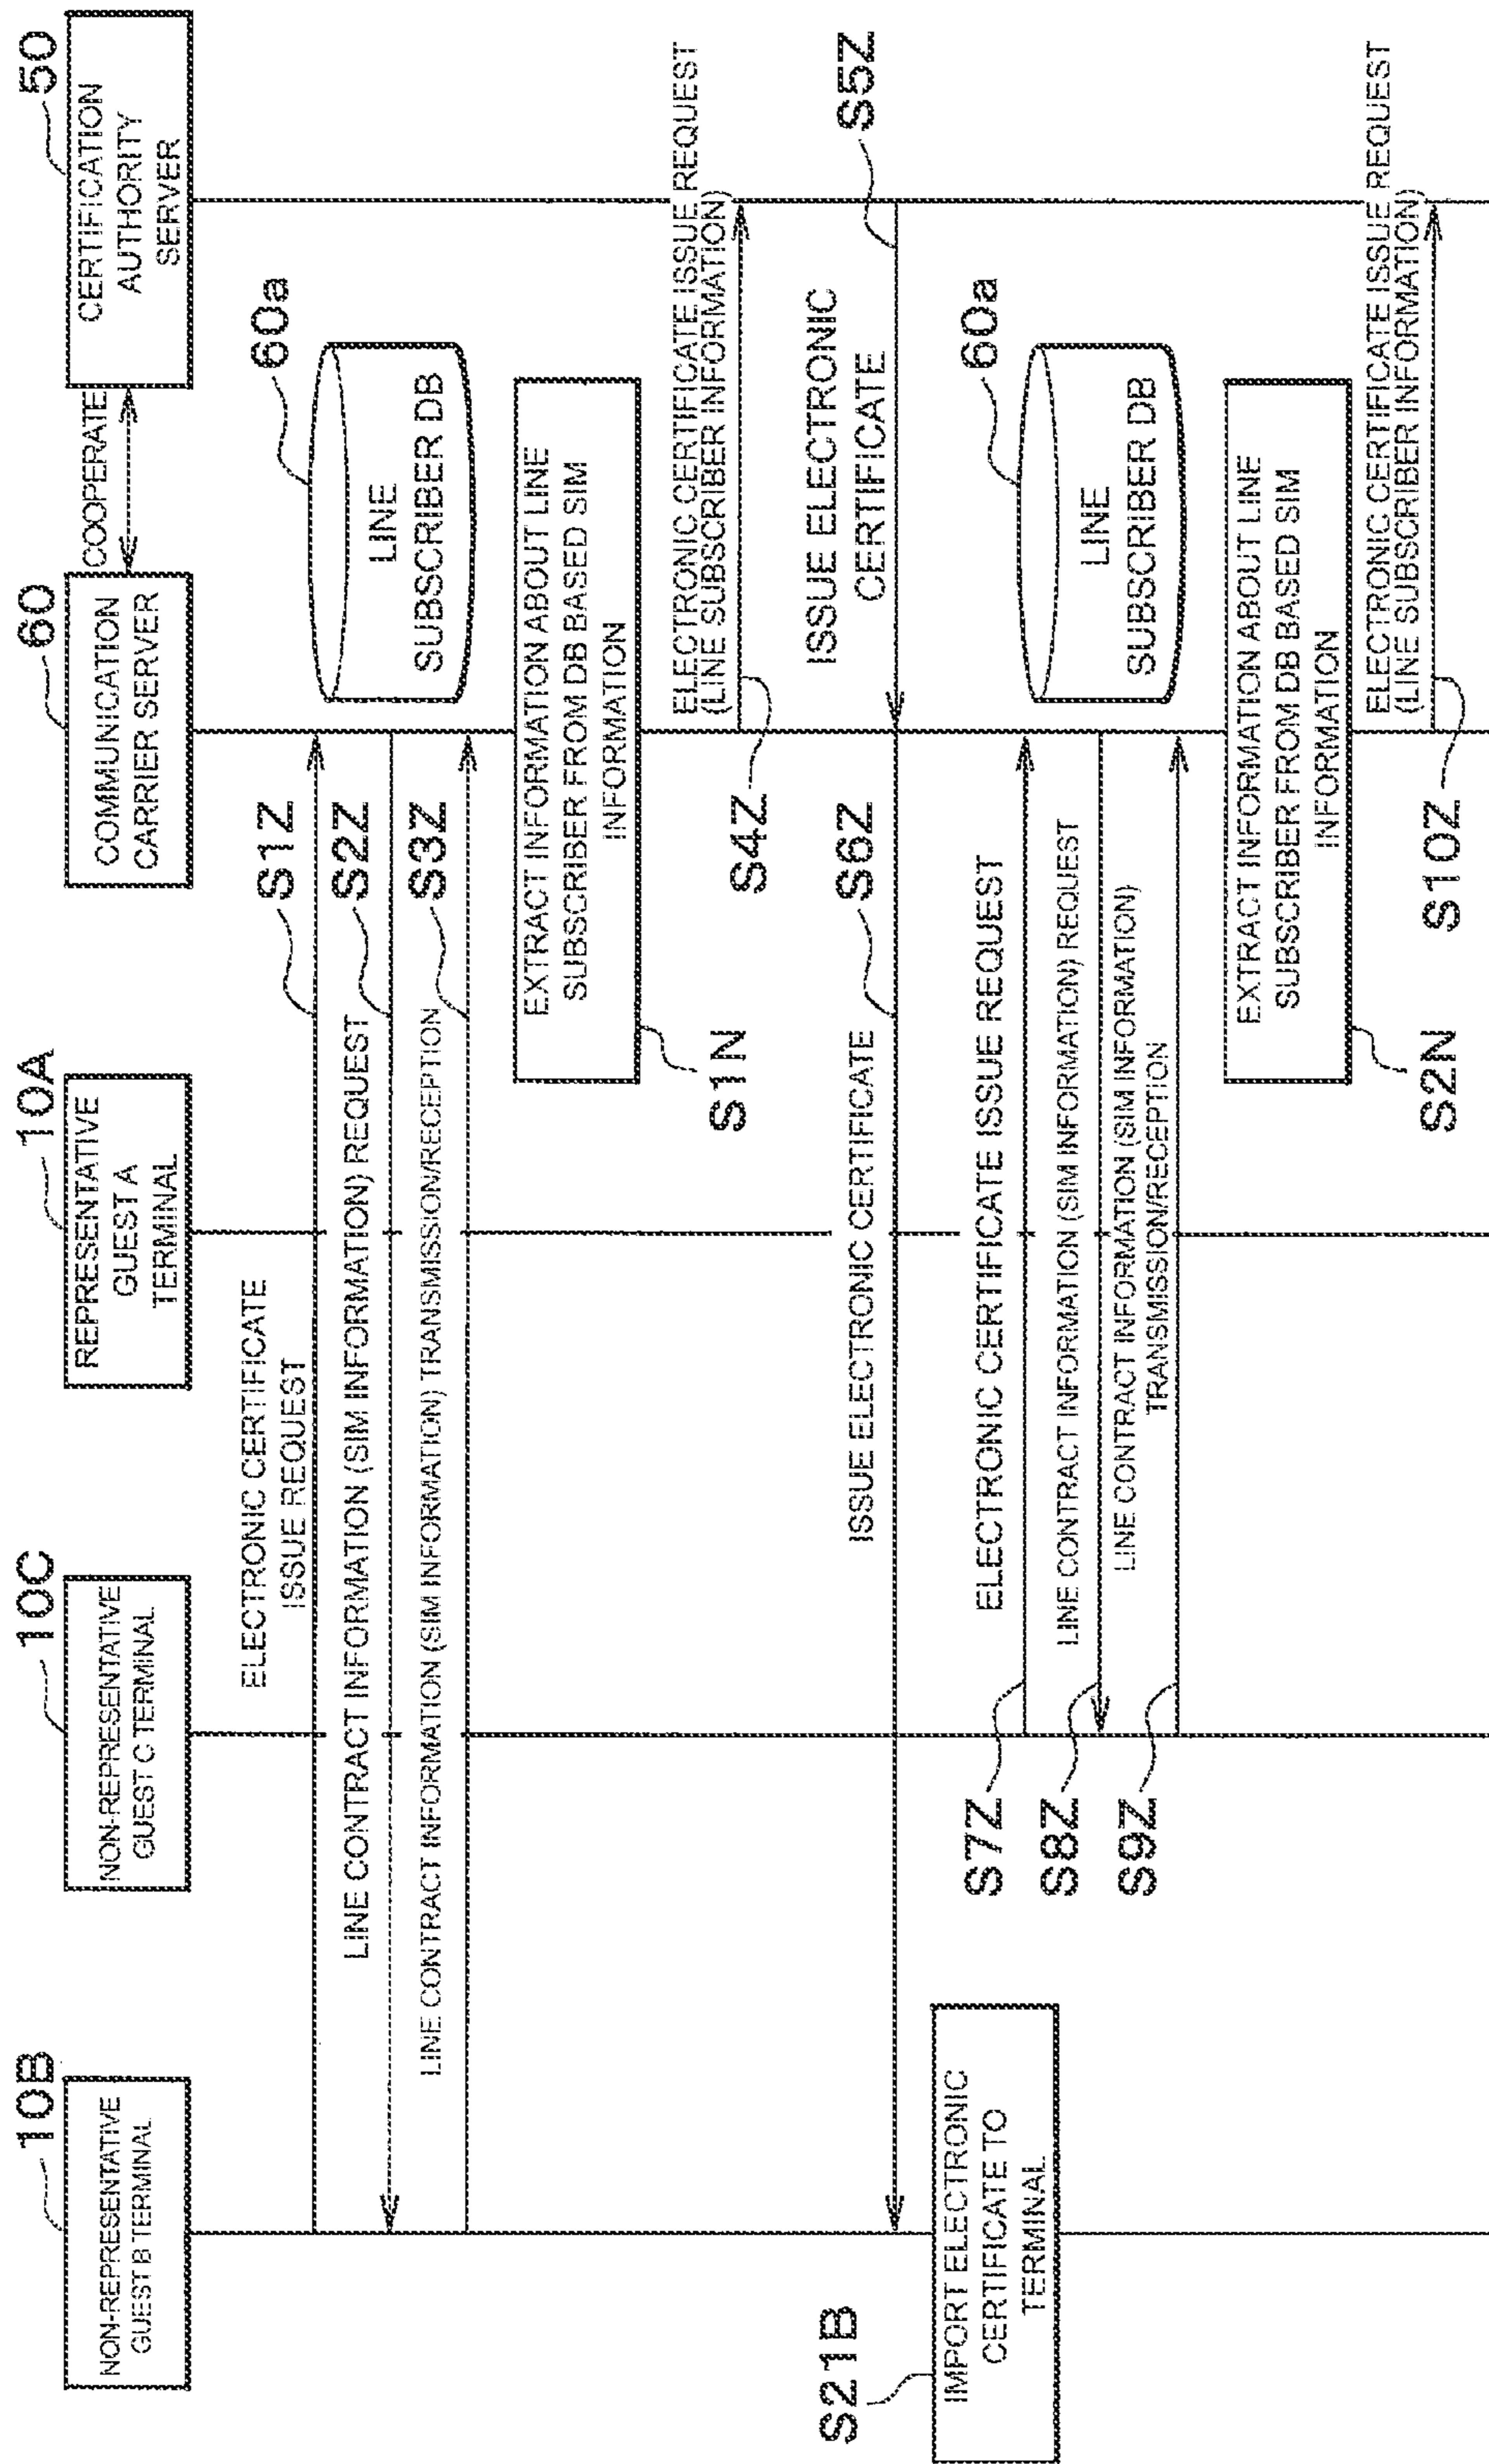 10B
NON-REPRESENTATIVE
GUEST B TERMINAL
10C
NON-REPRESENTATIVE
GUEST C TERMINAL
10A
REPRESENTATIVE
GUEST A
TERMINAL
60
COMMUNICATION
CARRIER SERVER
COOPERATE
50
CERTIFICATION
AUTHORITY
SERVER
ELECTRONIC CERTIFICATE
ISSUE REQUEST
S1Z
LINE CONTRACT INFORMATION (SIM INFORMATION) REQUEST
S2Z
LINE CONTRACT INFORMATION (SIM INFORMATION) TRANSMISSION/RECEPTION
S3Z
60a
LINE
SUBSCRIBER DB
EXTRACT INFORMATION ABOUT LINE
SUBSCRIBER FROM DB BASED SIM
INFORMATION
S1N
ELECTRONIC CERTIFICATE ISSUE REQUEST
(LINE SUBSCRIBER INFORMATION)
S4Z
ISSUE ELECTRONIC
CERTIFICATE
S5Z
ISSUE ELECTRONIC CERTIFICATE
S6Z
S21B
IMPORT ELECTRONIC
CERTIFICATE TO
TERMINAL
S7Z
ELECTRONIC CERTIFICATE ISSUE REQUEST
S8Z
LINE CONTRACT INFORMATION (SIM INFORMATION) REQUEST
S9Z
LINE CONTRACT INFORMATION (SIM INFORMATION)
TRANSMISSION/RECEPTION
60a
LINE
SUBSCRIBER DB
EXTRACT INFORMATION ABOUT LINE
SUBSCRIBER FROM DB BASED SIM
INFORMATION
S2N
ELECTRONIC CERTIFICATE ISSUE REQUEST
(LINE SUBSCRIBER INFORMATION)
S10Z